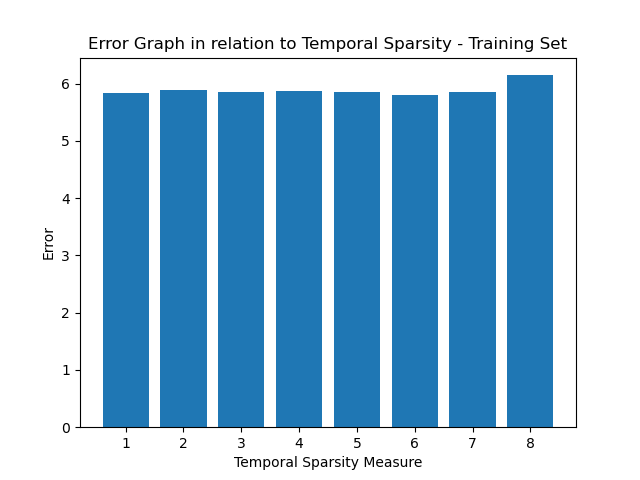 Error Graph in relation to Temporal Sparsity - Training Set
6
5
4
3
2
1
0
Error
1 2 3 4 5 6 7 8
Temporal Sparsity Measure